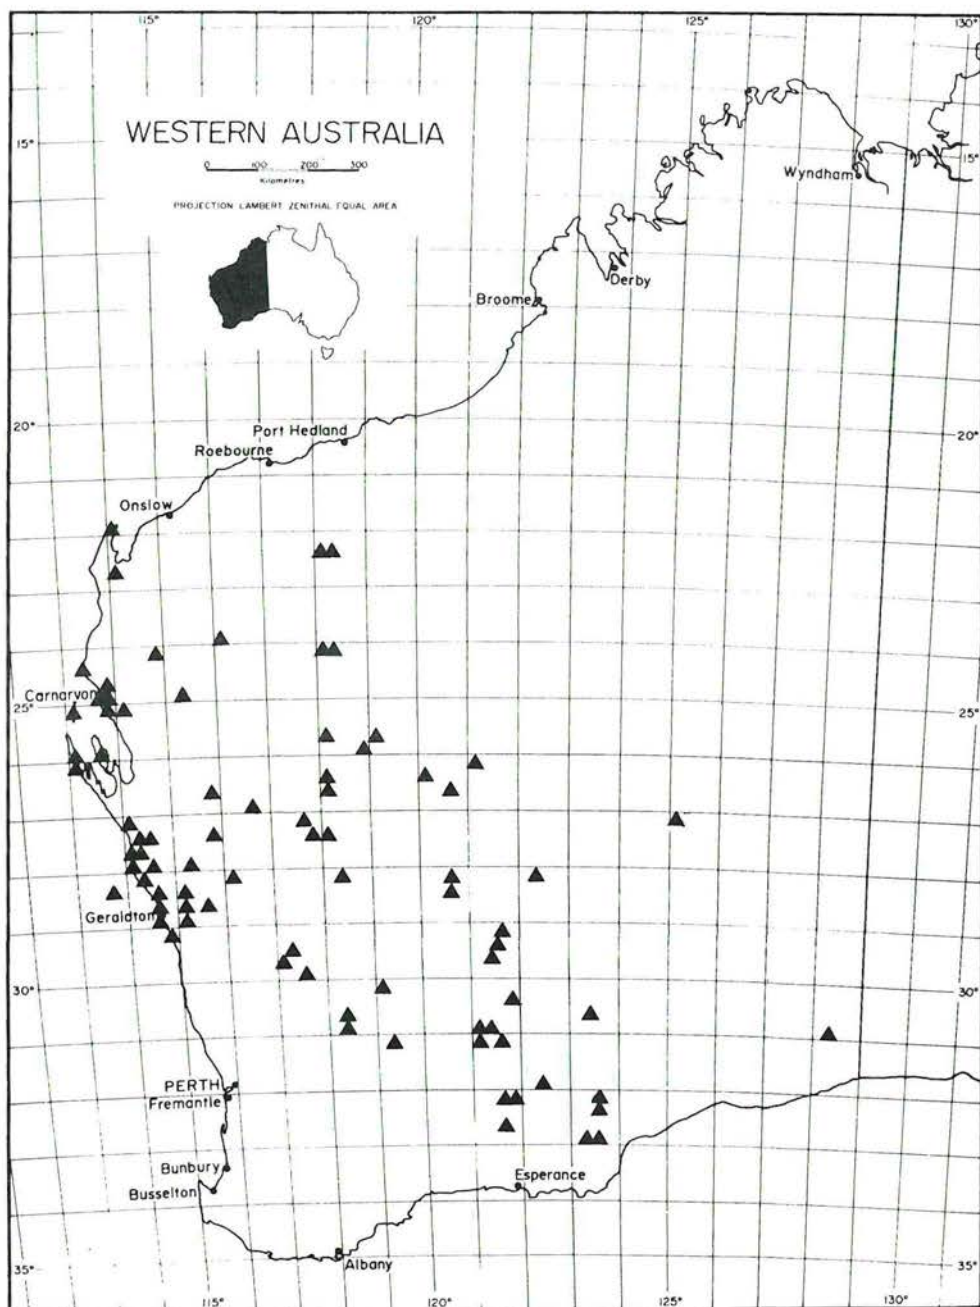 115° 120° 125° 130°
WESTERN AUSTRALIA
0 100 200 300
Kilometres
PROJECTION LAMBERT ZENITHAL EQUAL AREA
15° 15°
Wyndham
Derby
Broome
20° 20°
Port Hedland
Roebourne
Onslow
Carnarvon
25° 25°
Geraldton
30° 30°
PERTH
Fremantle
Bunbury
Busselton
Esperance
Albany
35° 35°
115° 120° 125° 130°